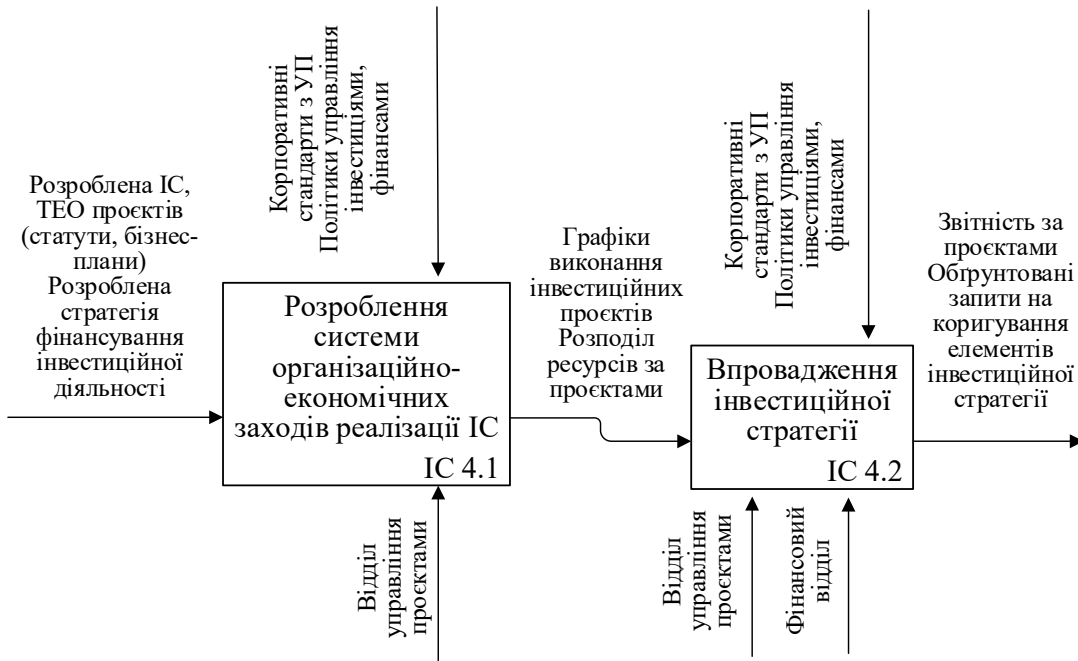 Корпоративні
стандарти з УП
Політики управління
інвестиціями,
фінансами
Корпоративні
стандарти з УП
Політики управління
інвестиціями,
фінансами
Розроблена ІС,
ТЕО проєктів
(статути, бізнес-
плани)
Розроблена
стратегія
фінансування
інвестиційної
діяльності
Розроблення
системи
організаційно-
економічних
заходів реалізації ІС
ІС 4.1
Графіки
виконання
інвестиційних
проєктів
Розподіл
ресурсів за
проєктами
Впровадження
інвестиційної
стратегії
ІС 4.2
Звітність за
проєктами
Обґрунтовані
запити на
коригування
елементів
інвестиційної
стратегії
Відділ
управління
проєктами
Відділ
управління
проєктами
Фінансовий
відділ